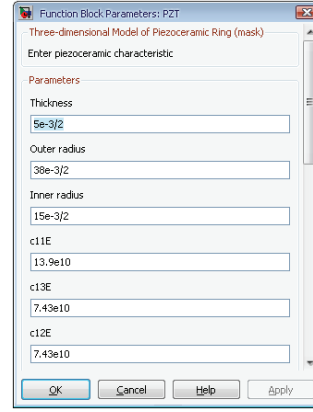 Function Block Parameters: PZT
Three-dimensional Model of Piezoceramic Ring (mask)
Enter piezoceramic characteristic
Parameters
Thickness
5e-3/2
Outer radius
38e-3/2
Inner radius
15e-3/2
c11E
13.9e10
c13E
7.43e10
c12E
7.43e10
OK Cancel Help Apply